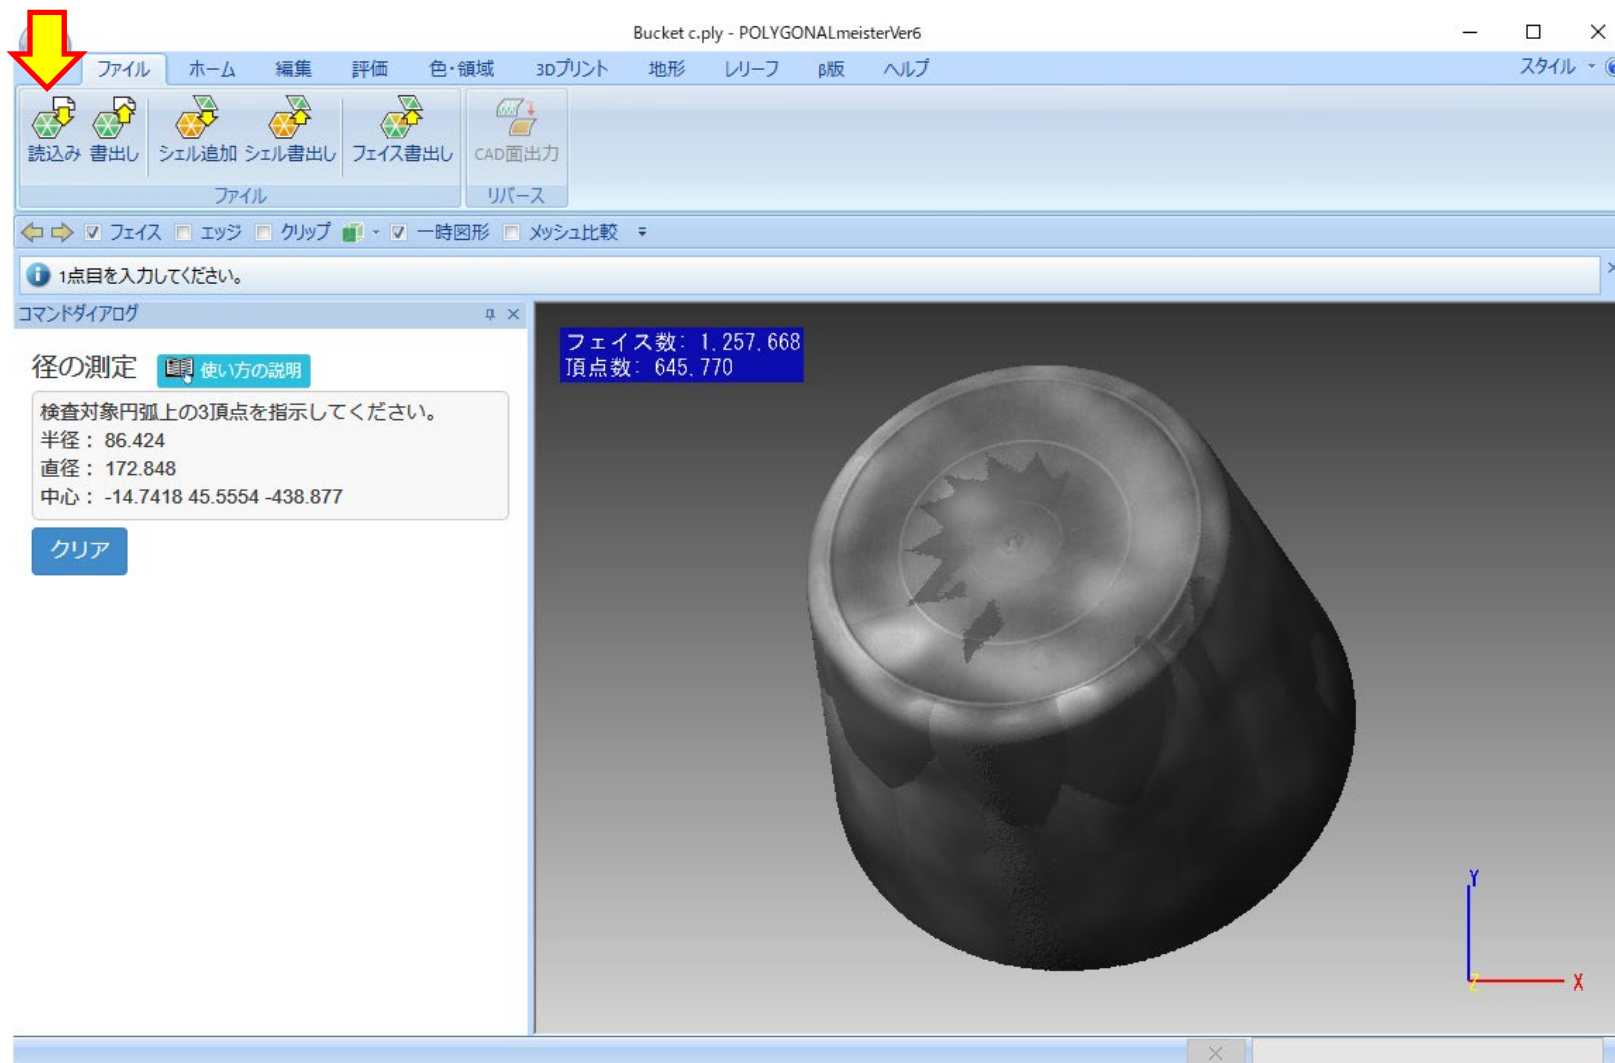 Bucket c.ply - POLYGONALmeisterVer6
ファイル ホーム 編集 評価 色・領域 3Dプリント 地形 レリーフ β版 ヘルプ スタイル
読込み 書出し シェル追加 シェル書出し フェイス書出し CAD面出力
ファイル リバース
フェイス エッジ クリップ 一時図形 メッシュ比較
1点目を入力してください。
コマンドダイアログ
径の測定 使い方の説明
検査対象円弧上の3頂点を指示してください。
半径： 86.424
直径： 172.848
中心： -14.7418 45.5554 -438.877
クリア
フェイス数: 1,257,668
頂点数: 645,770
Y
Z X